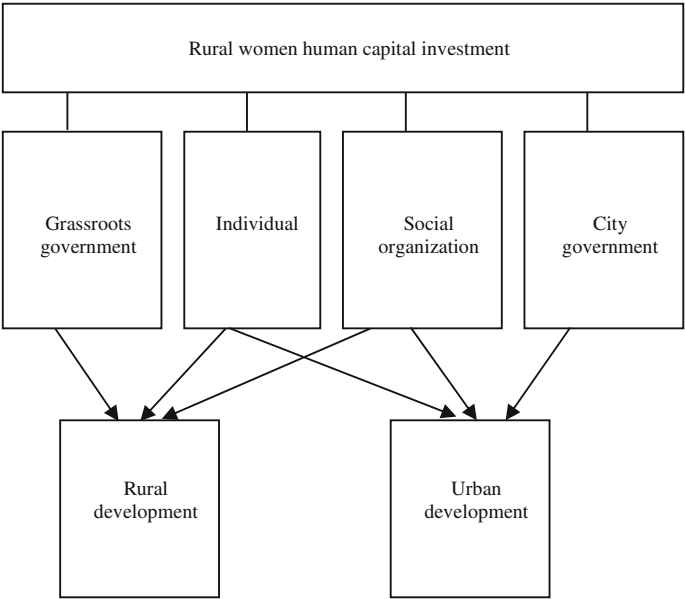 Rural women human capital investment
Grassroots
government
Individual
Social
organization
City
government
Rural
development
Urban
development